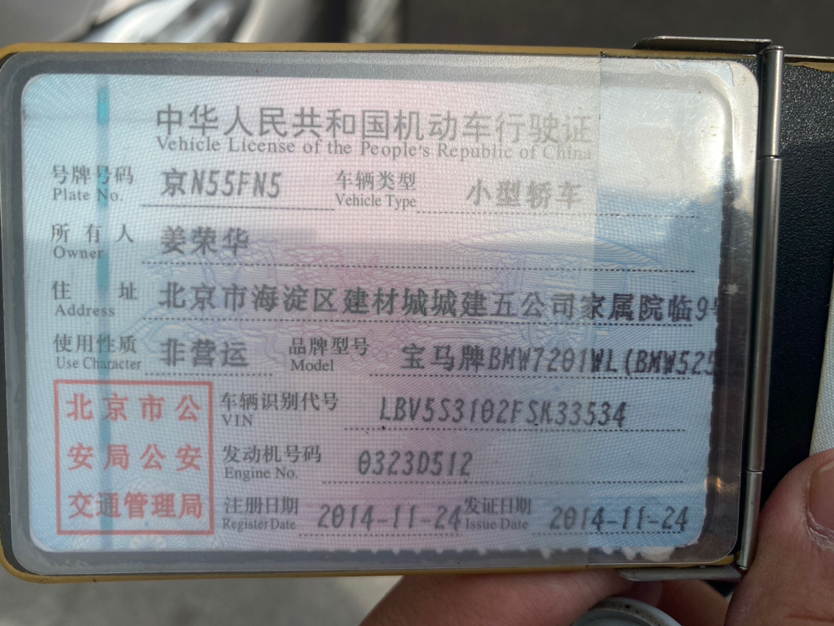 中华人民共和国机动车行驶证
Vehicle License of the People's Republic of China
号牌号码 京N55FN5 车辆类型 小型轿车
Plate No. Vehicle Type
所有人 姜荣华
Owner
住址 北京市海淀区建材城城建五公司家属院临9
Address
使用性质 非营运 品牌型号 宝马牌BMW7201WL(BMW525
Use Character Model
北京市公 车辆识别代号 LBV5S3102FSK33534
VIN
安局公安 发动机号码 0323D512
Engine No.
交通管理局 注册日期 2014-11-24 发证日期 2014-11-24
Register Date Issue Date